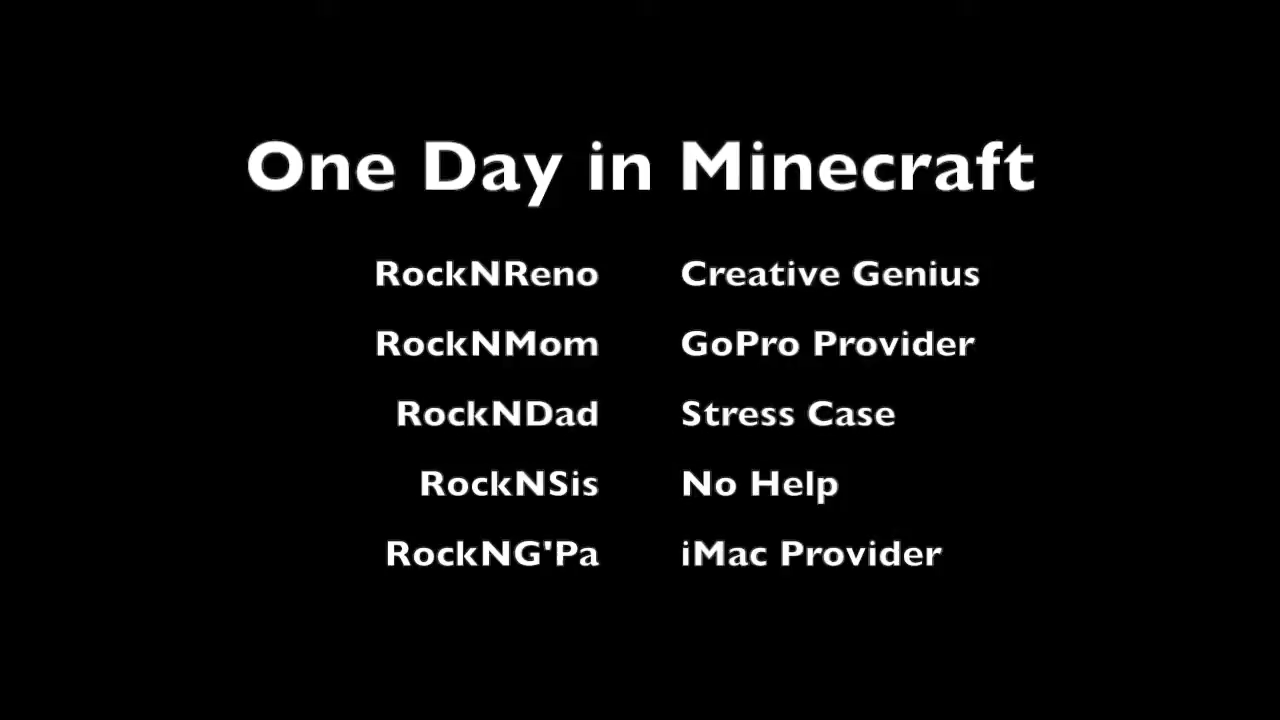 One Day in Minecraft
RockNReno Creative Genius
RockNMom GoPro Provider
RockNDad Stress Case
RockNSis No Help
RockNG'Pa iMac Provider